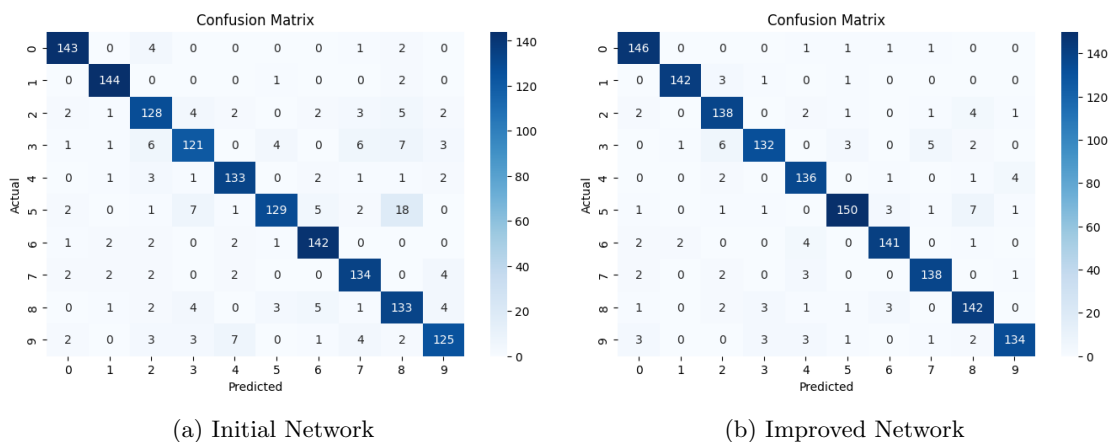 Confusion Matrix
0 143 0 4 0 0 0 0 1 2 0
1 0 144 0 0 0 1 0 0 2 0
2 2 1 128 4 2 0 2 3 5 2
3 1 1 6 121 0 4 0 6 7 3
4 0 1 3 1 133 0 2 1 1 2
5 2 0 1 7 1 129 5 2 18 0
6 1 2 2 0 2 1 142 0 0 0
7 2 2 2 0 2 0 0 134 0 4
8 0 1 2 4 0 3 5 1 133 4
9 2 0 3 3 7 0 1 4 2 125
0 1 2 3 4 5 6 7 8 9
Predicted
Actual
140
120
100
80
60
40
20
0
(a) Initial Network
Confusion Matrix
0 146 0 0 0 1 1 1 1 0 0
1 0 142 3 1 0 1 0 0 0 0
2 2 0 138 0 2 1 0 1 4 1
3 0 1 6 132 0 3 0 5 2 0
4 0 0 2 0 136 0 0 1 1 4
5 1 0 1 1 0 150 3 1 7 1
6 2 2 0 0 4 0 141 0 1 0
7 2 0 2 0 3 0 0 138 0 1
8 1 0 2 3 1 1 3 0 142 0
9 3 0 0 3 3 1 0 1 2 134
0 1 2 3 4 5 6 7 8 9
Predicted
Actual
140
120
100
80
60
40
20
0
(b) Improved Network